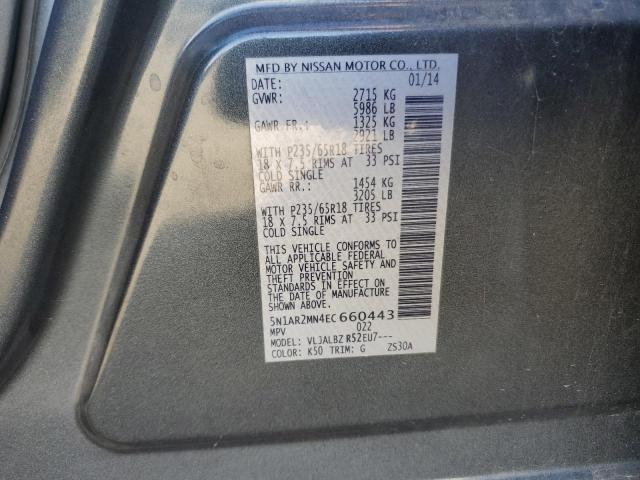 MFD BY NISSAN MOTOR CO., LTD.
DATE: 01/14
GVWR: 2715 KG
5986 LB
GAWR FR.: 1325 KG
2921 LB
WITH P235/65R18 TIRES
18 X 7.5 RIMS AT 33 PSI
COLD SINGLE
GAWR RR.: 1454 KG
3205 LB
WITH P235/65R18 TIRES
18 X 7.5 RIMS AT 33 PSI
COLD SINGLE
THIS VEHICLE CONFORMS TO
ALL APPLICABLE FEDERAL
MOTOR VEHICLE SAFETY AND
THEFT PREVENTION
STANDARDS IN EFFECT ON
THE DATE OF MANUFACTURE
SHOWN ABOVE.
5N1AR2MN4EC660443
MPV 022
MODEL: VLJALBZ R52EU7---
COLOR: K50 TRIM: G ZS30A